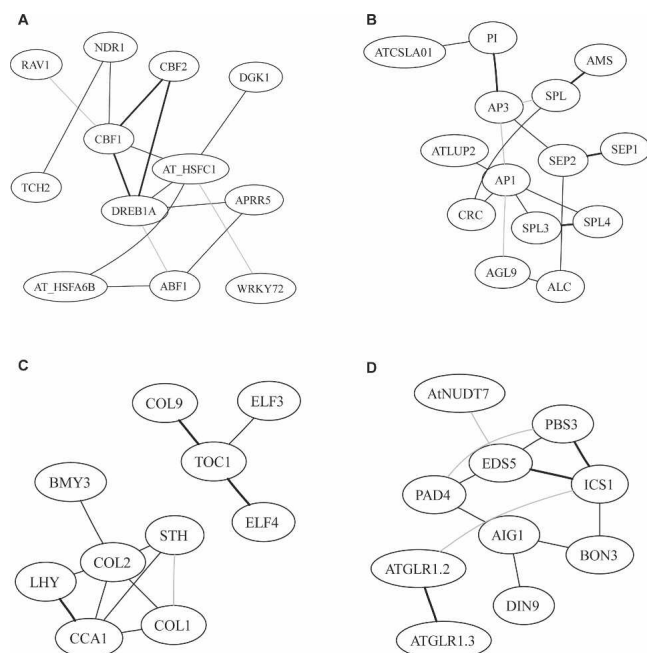 A
NDR1
RAV1
CBF2
DGK1
CBF1
AT_HSFC1
TCH2
DREB1A
APRR5
AT_HSFA6B
ABF1
WRKY72
B
PI
ATCSLA01
AMS
SPL
AP3
ATLUP2
SEP1
SEP2
AP1
CRC
SPL3
SPL4
AGL9
ALC
C
COL9
ELF3
TOC1
BMY3
ELF4
STH
COL2
LHY
COL1
CCA1
D
AtNUDT7
PBS3
EDS5
ICS1
PAD4
AIG1
BON3
ATGLR1.2
DIN9
ATGLR1.3